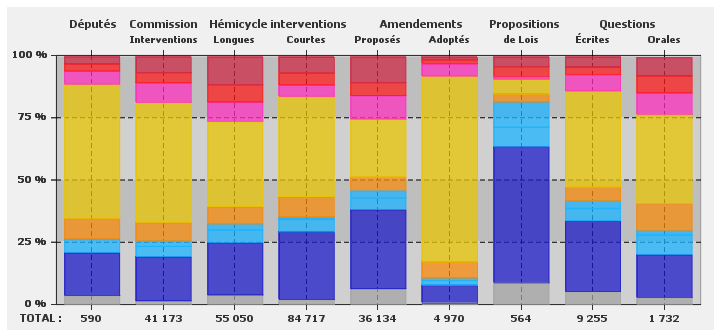 Députés Commission Hémicycle interventions Amendements Propositions Questions
Interventions Longues Courtes Proposés Adoptés de Lois Écrites Orales
100 %
75 %
50 %
25 %
0 %
TOTAL : 590 41 173 55 050 84 717 36 134 4 970 564 9 255 1 732